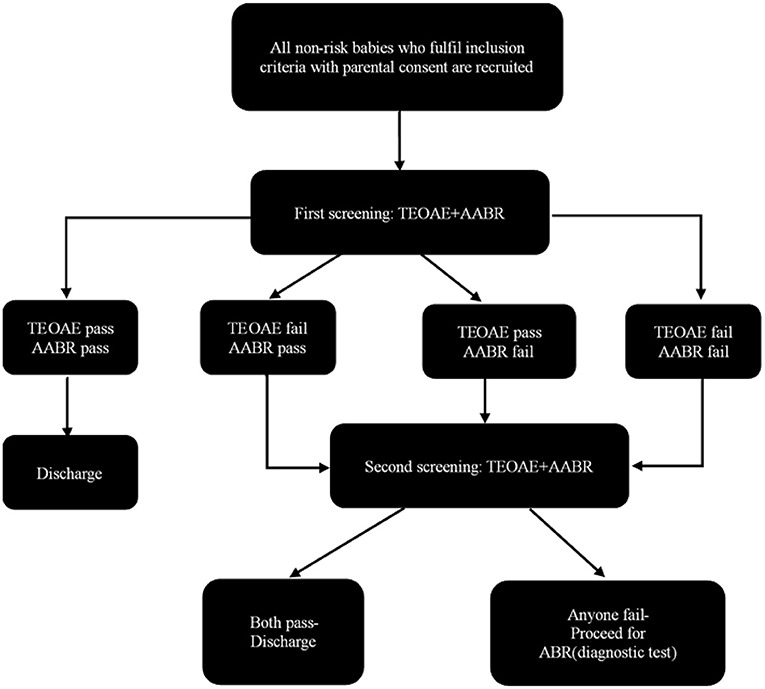 All non-risk babies who fulfil inclusion
criteria with parental consent are recruited
First screening: TEOAE+AABR
TEOAE pass
AABR pass
TEOAE fail
AABR pass
TEOAE pass
AABR fail
TEOAE fail
AABR fail
Discharge
Second screening: TEOAE+AABR
Both pass-
Discharge
Anyone fail-
Proceed for
ABR(diagnostic test)